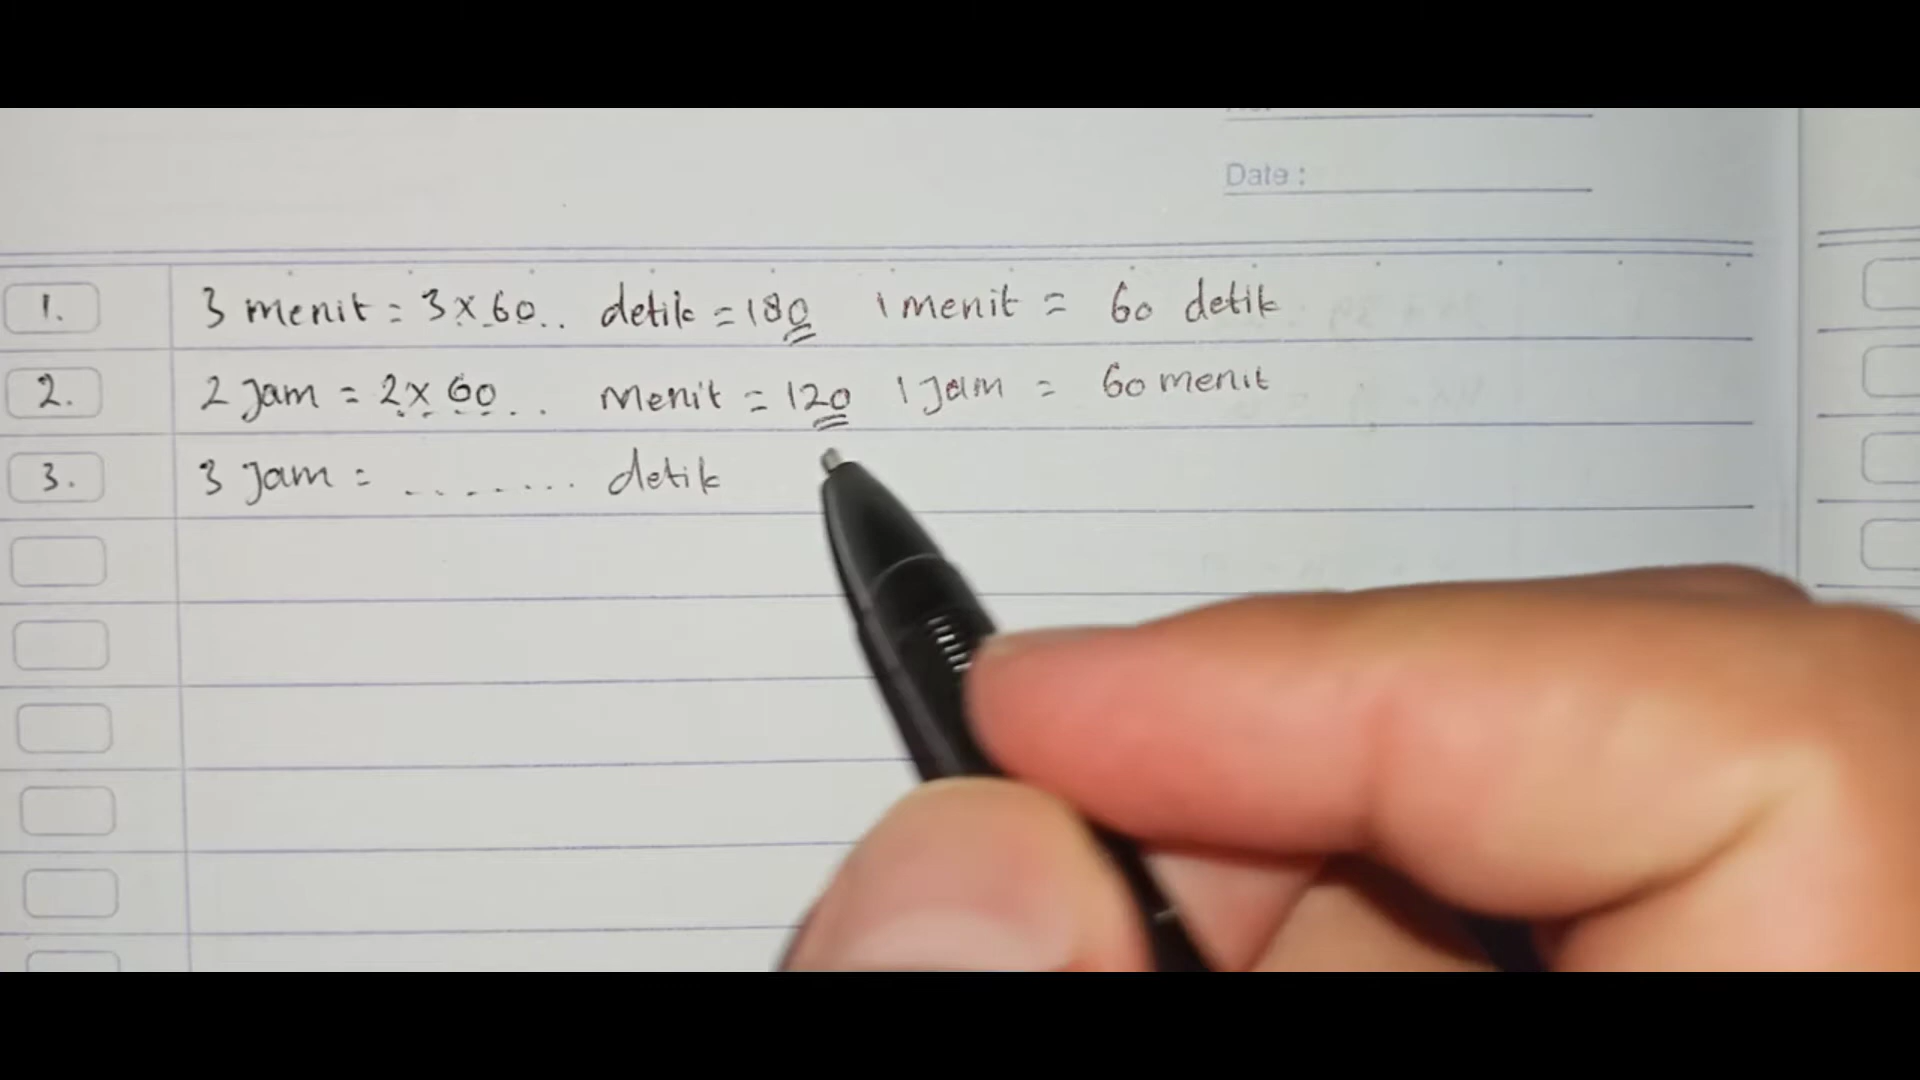 Date :
1. 3 menit = 3 x 60.. detik = 180 1 menit = 60 detik
2. 2 Jam = 2 x 60... menit = 120 1 Jam = 60 menit
3. 3 Jam = ........ detik